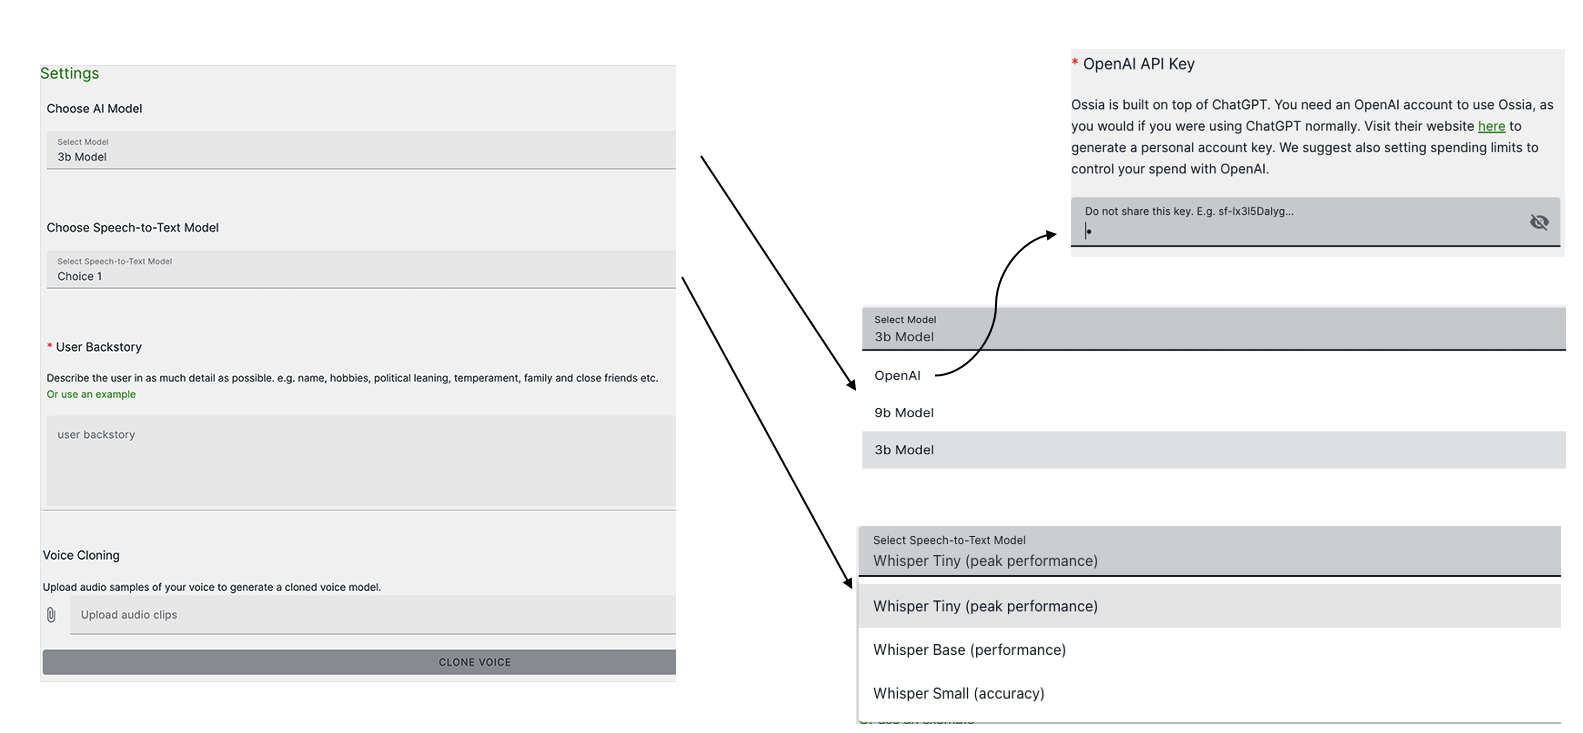 Settings
Choose AI Model
Select Model
3b Model
Choose Speech-to-Text Model
Select Speech-to-Text Model
Choice 1
* User Backstory
Describe the user in as much detail as possible. e.g. name, hobbies, political leaning, temperament, family and close friends etc.
Or use an example
user backstory
Voice Cloning
Upload audio samples of your voice to generate a cloned voice model.
Upload audio clips
CLONE VOICE
* OpenAI API Key
Ossia is built on top of ChatGPT. You need an OpenAI account to use Ossia, as
you would if you were using ChatGPT normally. Visit their website here to
generate a personal account key. We suggest also setting spending limits to
control your spend with OpenAI.
Do not share this key. E.g. sf-lx3l5DaIyg...
Select Model
3b Model
OpenAI
9b Model
3b Model
Select Speech-to-Text Model
Whisper Tiny (peak performance)
Whisper Tiny (peak performance)
Whisper Base (performance)
Whisper Small (accuracy)
Or use an example